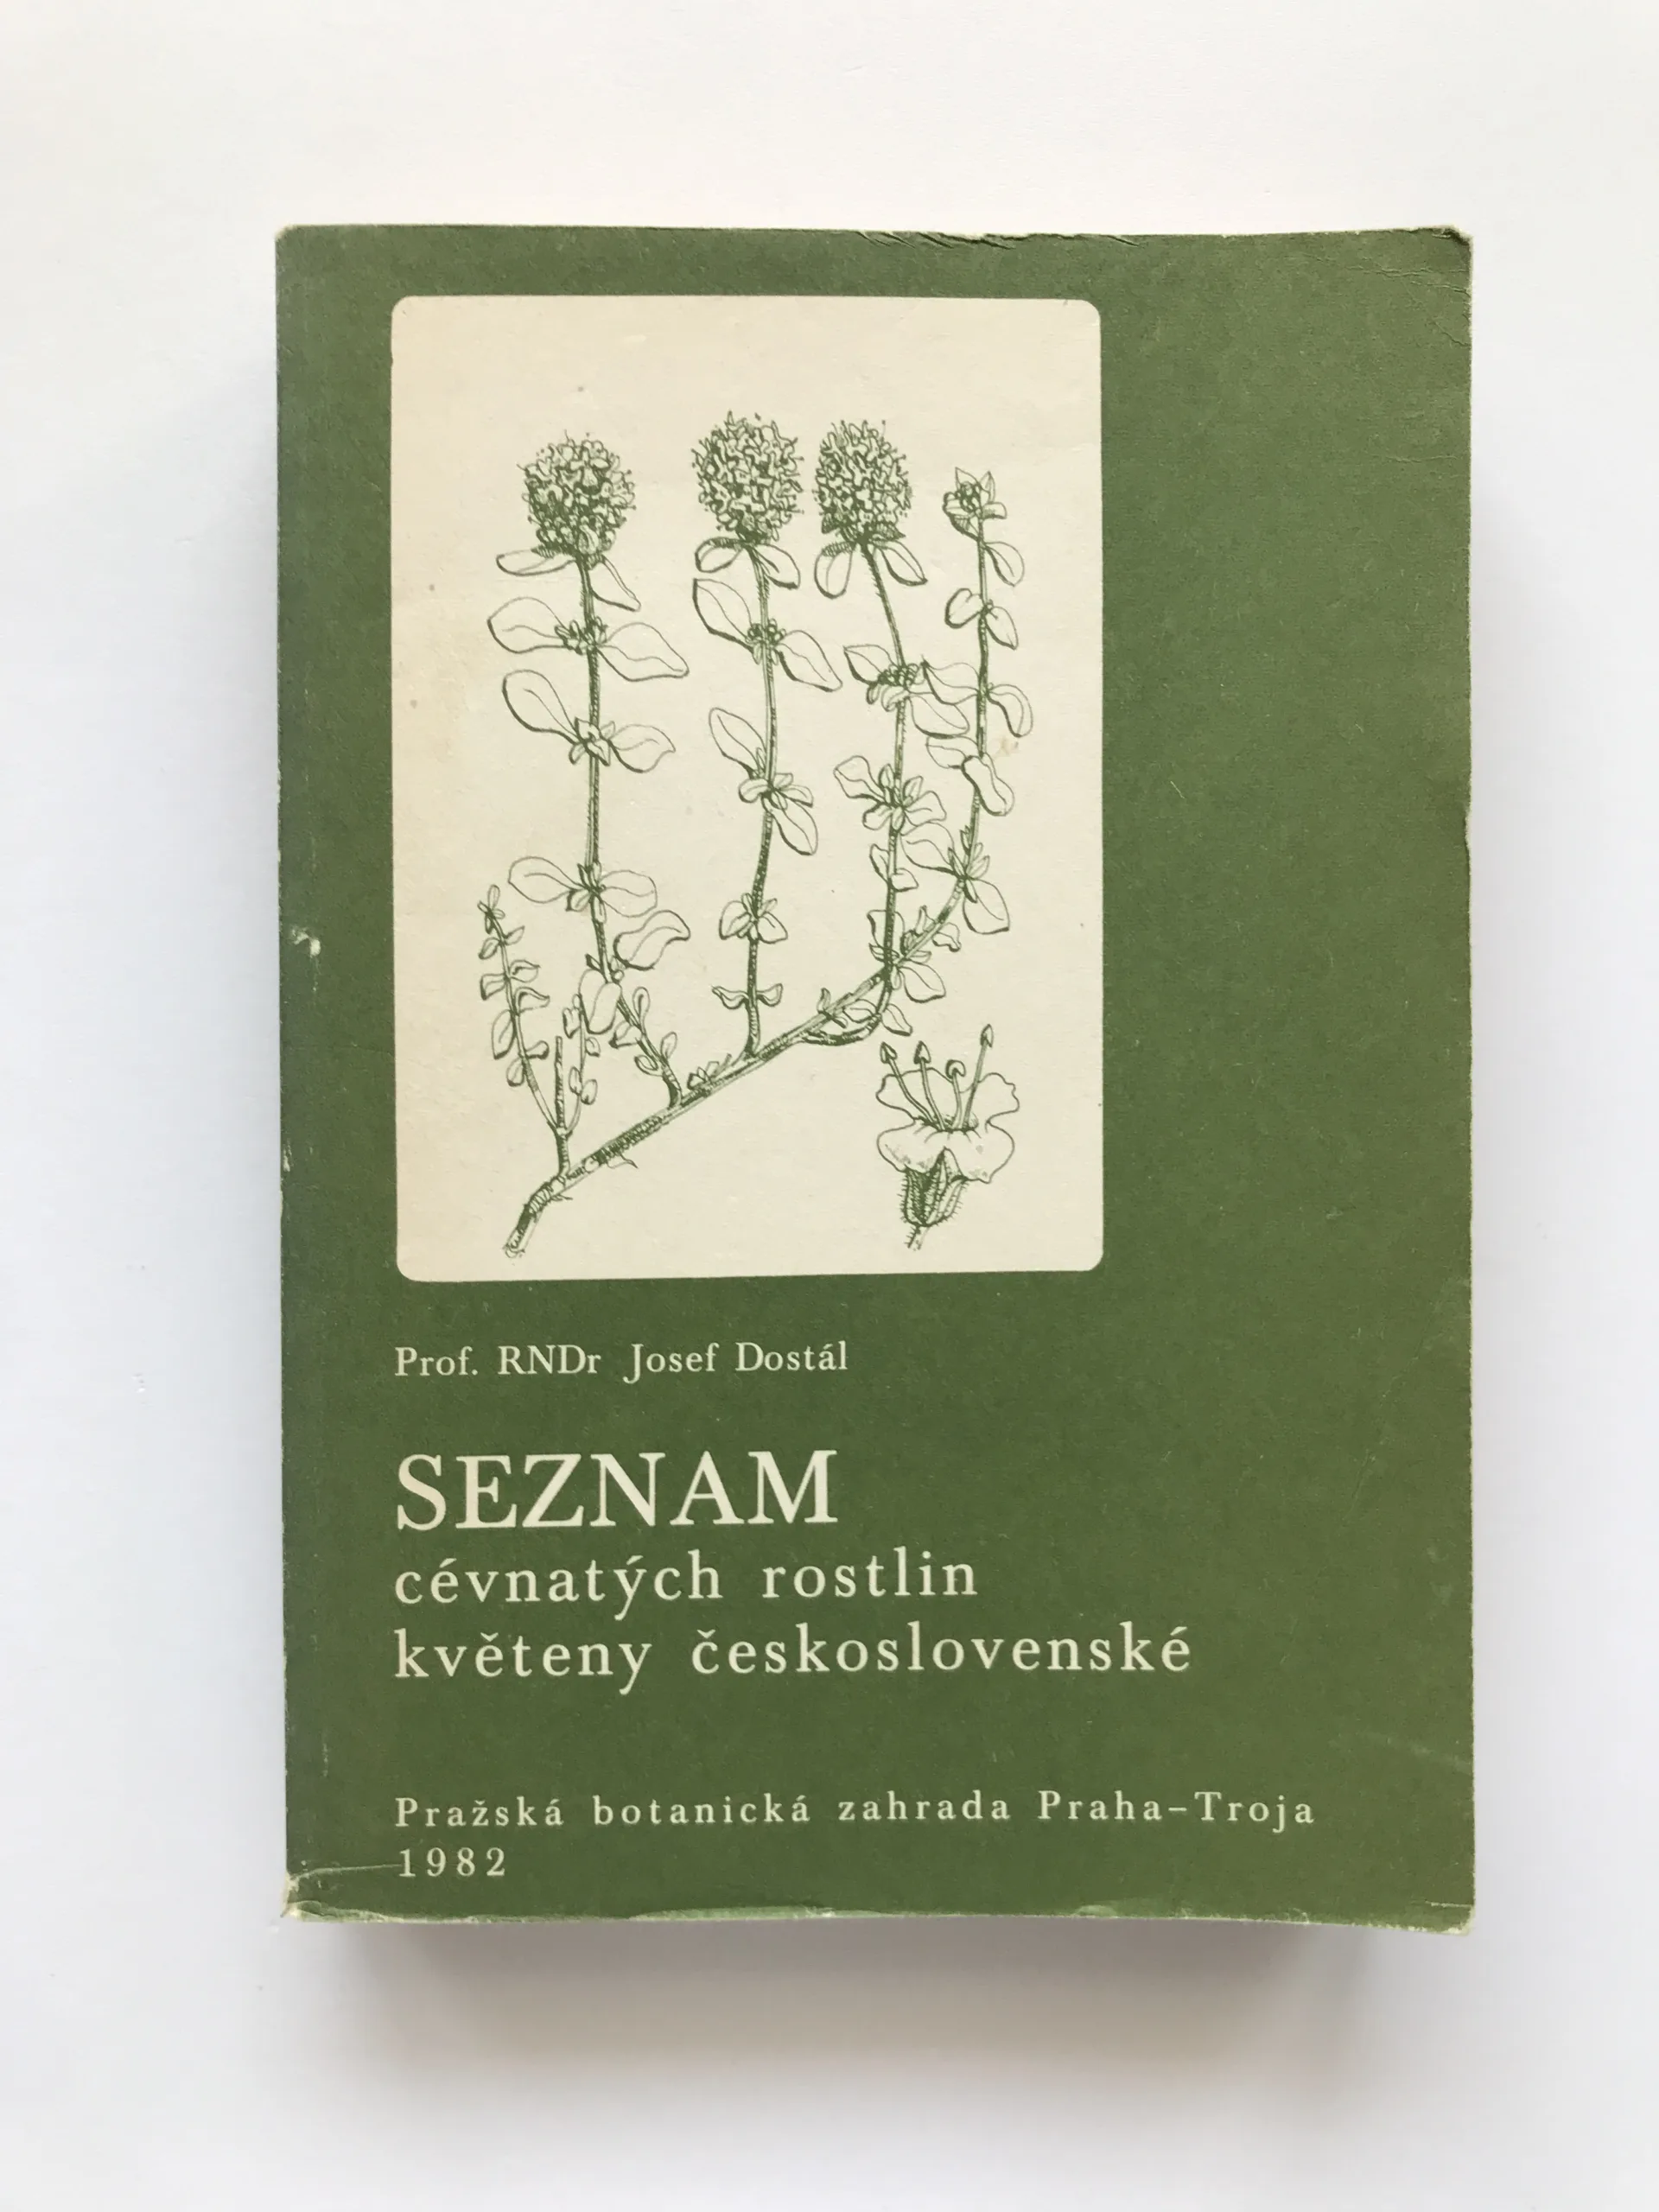 Prof. RNDr Josef Dostál
SEZNAM
cévnatých rostlin
květeny československé
Pražská botanická zahrada Praha-Troja
1982